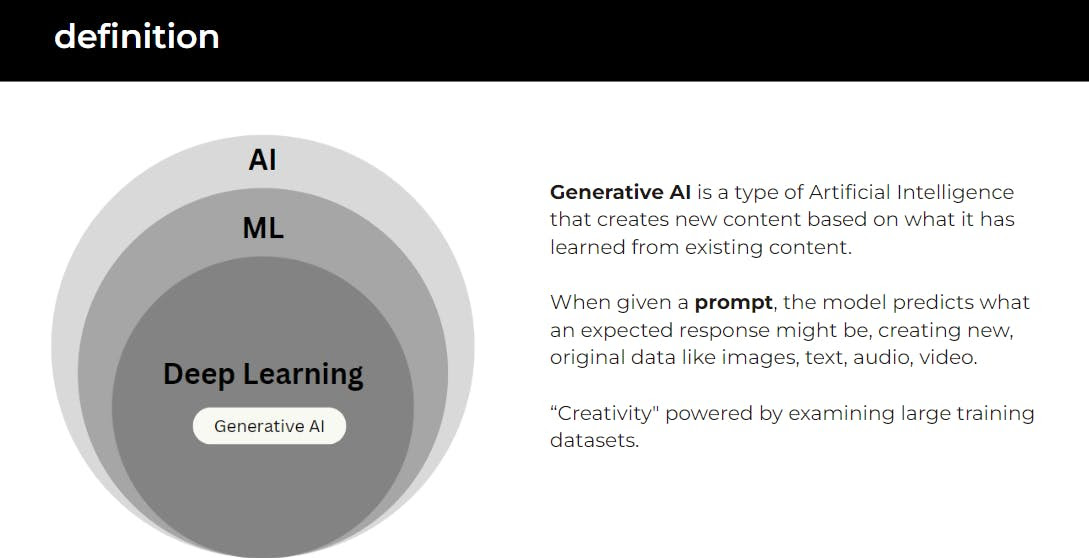 definition
AI
ML
Deep Learning
Generative AI
Generative AI is a type of Artificial Intelligence
that creates new content based on what it has
learned from existing content.
When given a prompt, the model predicts what
an expected response might be, creating new,
original data like images, text, audio, video.
“Creativity" powered by examining large training
datasets.